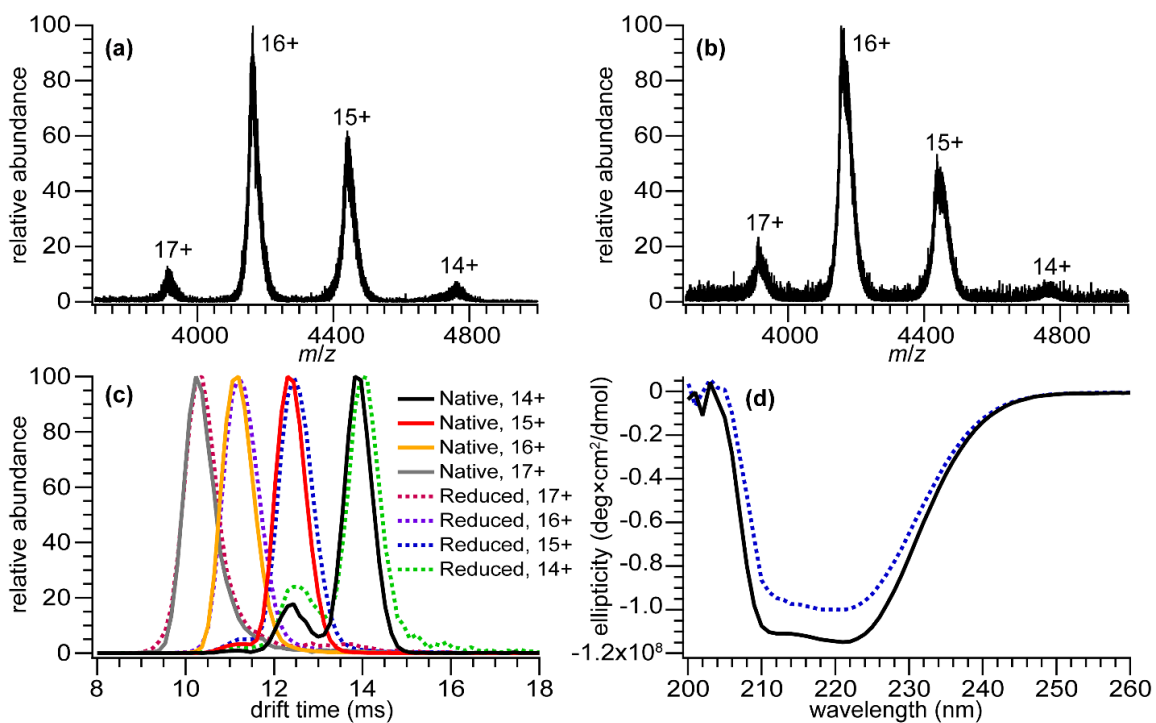 (a)
100
80
60
40
20
0
relative abundance
17+
16+
15+
14+
4000
4400
4800
m/z
(b)
100
80
60
40
20
0
relative abundance
17+
16+
15+
14+
4000
4400
4800
m/z
(c)
100
80
60
40
20
0
relative abundance
Native, 14+
Native, 15+
Native, 16+
Native, 17+
Reduced, 17+
Reduced, 16+
Reduced, 15+
Reduced, 14+
8
10
12
14
16
18
drift time (ms)
(d)
0
-0.2
-0.4
-0.6
-0.8
-1.0
-1.2x10⁸
ellipticity (deg×cm²/dmol)
200
210
220
230
240
250
260
wavelength (nm)